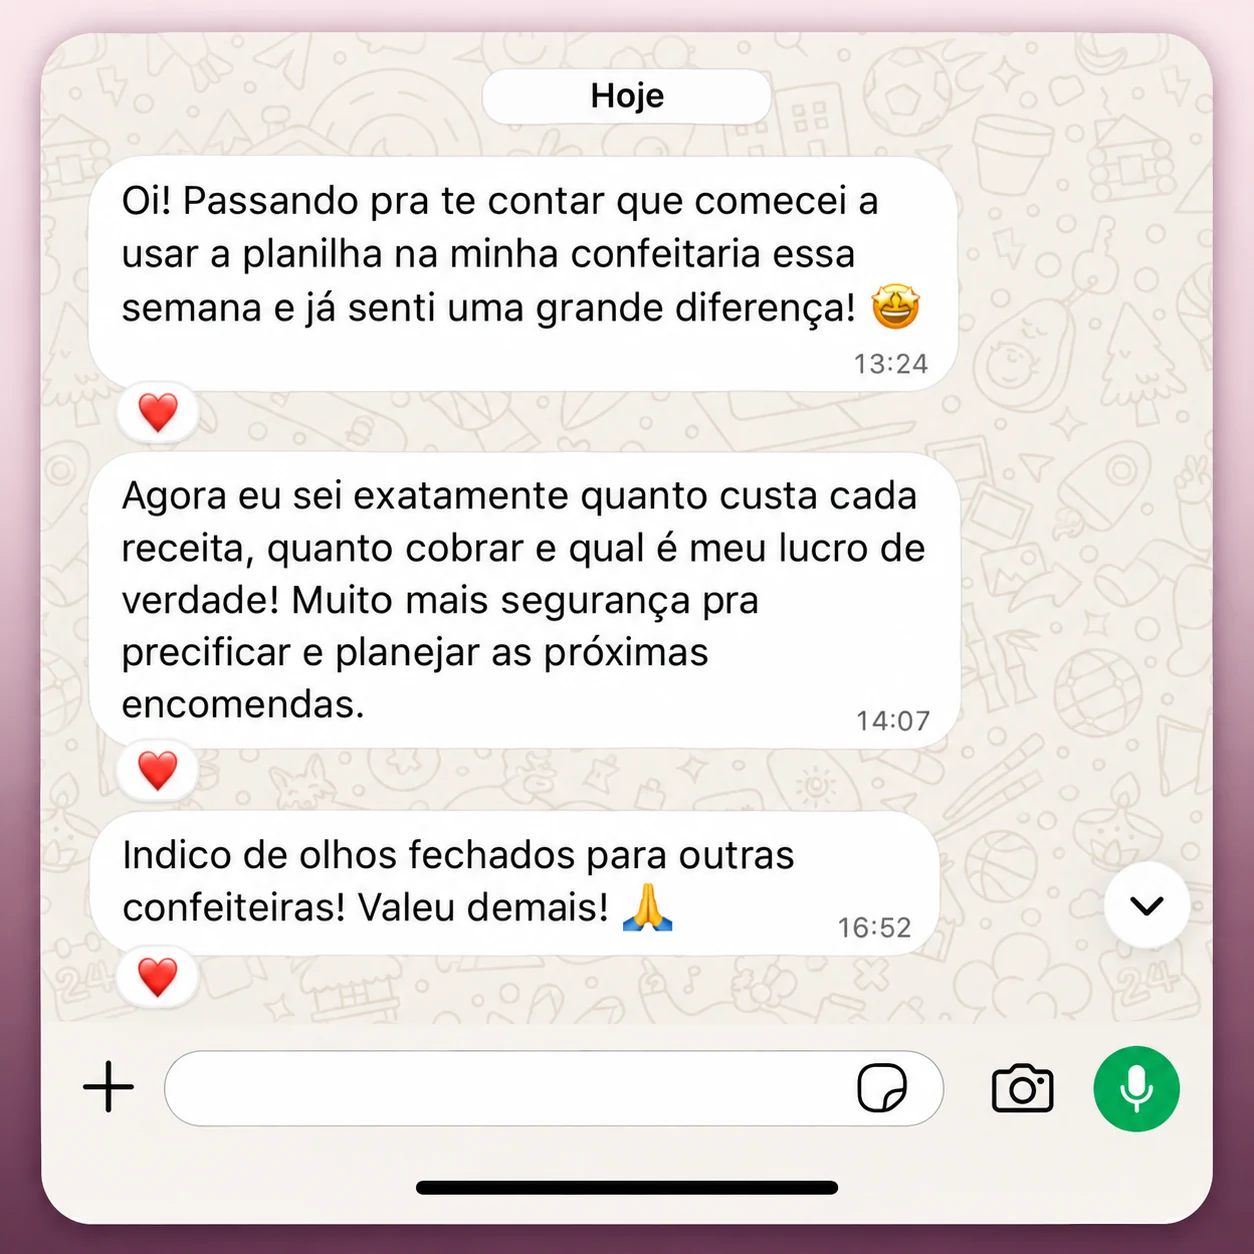 Hoje
Oi! Passando pra te contar que comecei a
usar a planilha na minha confeitaria essa
semana e já senti uma grande diferença! 🤩
13:24
Agora eu sei exatamente quanto custa cada
receita, quanto cobrar e qual é meu lucro de
verdade! Muito mais segurança pra
precificar e planejar as próximas
encomendas.
14:07
Indico de olhos fechados para outras
confeiteiras! Valeu demais! 🙏
16:52
24
24